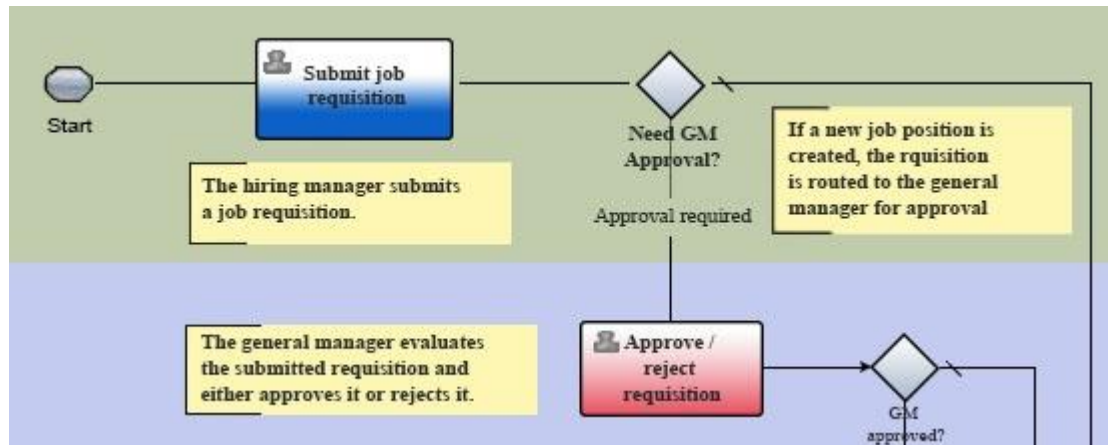 Submit job
requisition
Start
Need GM
Approval?
If a new job position is
created, the rquisition
is routed to the general
manager for approval
The hiring manager submits
a job requisition.
Approval required
The general manager evaluates
the submitted requisition and
either approves it or rejects it.
Approve /
reject
requisition
GM
approved?